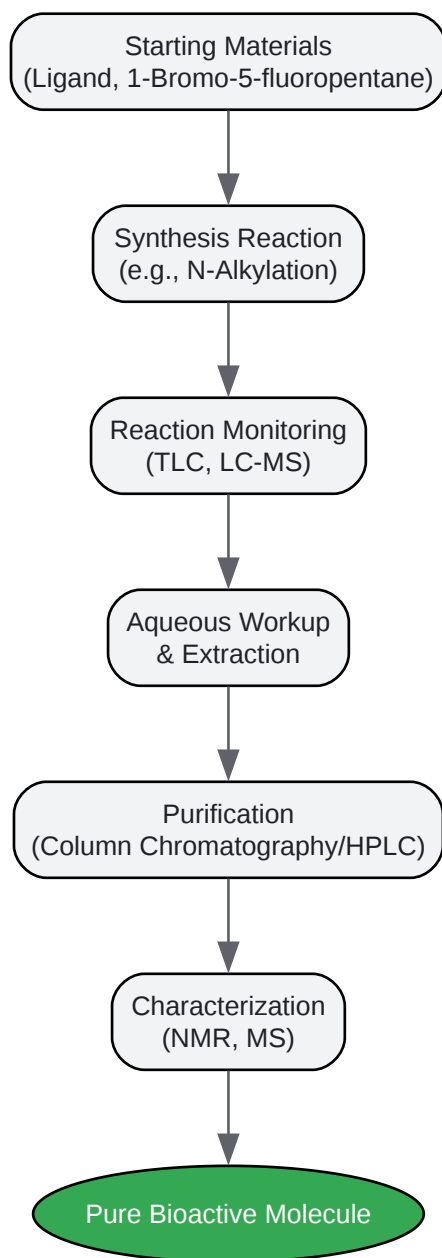 Starting Materials
(Ligand, 1-Bromo-5-fluoropentane)
Synthesis Reaction
(e.g., N-Alkylation)
Reaction Monitoring
(TLC, LC-MS)
Aqueous Workup
& Extraction
Purification
(Column Chromatography/HPLC)
Characterization
(NMR, MS)
Pure Bioactive Molecule